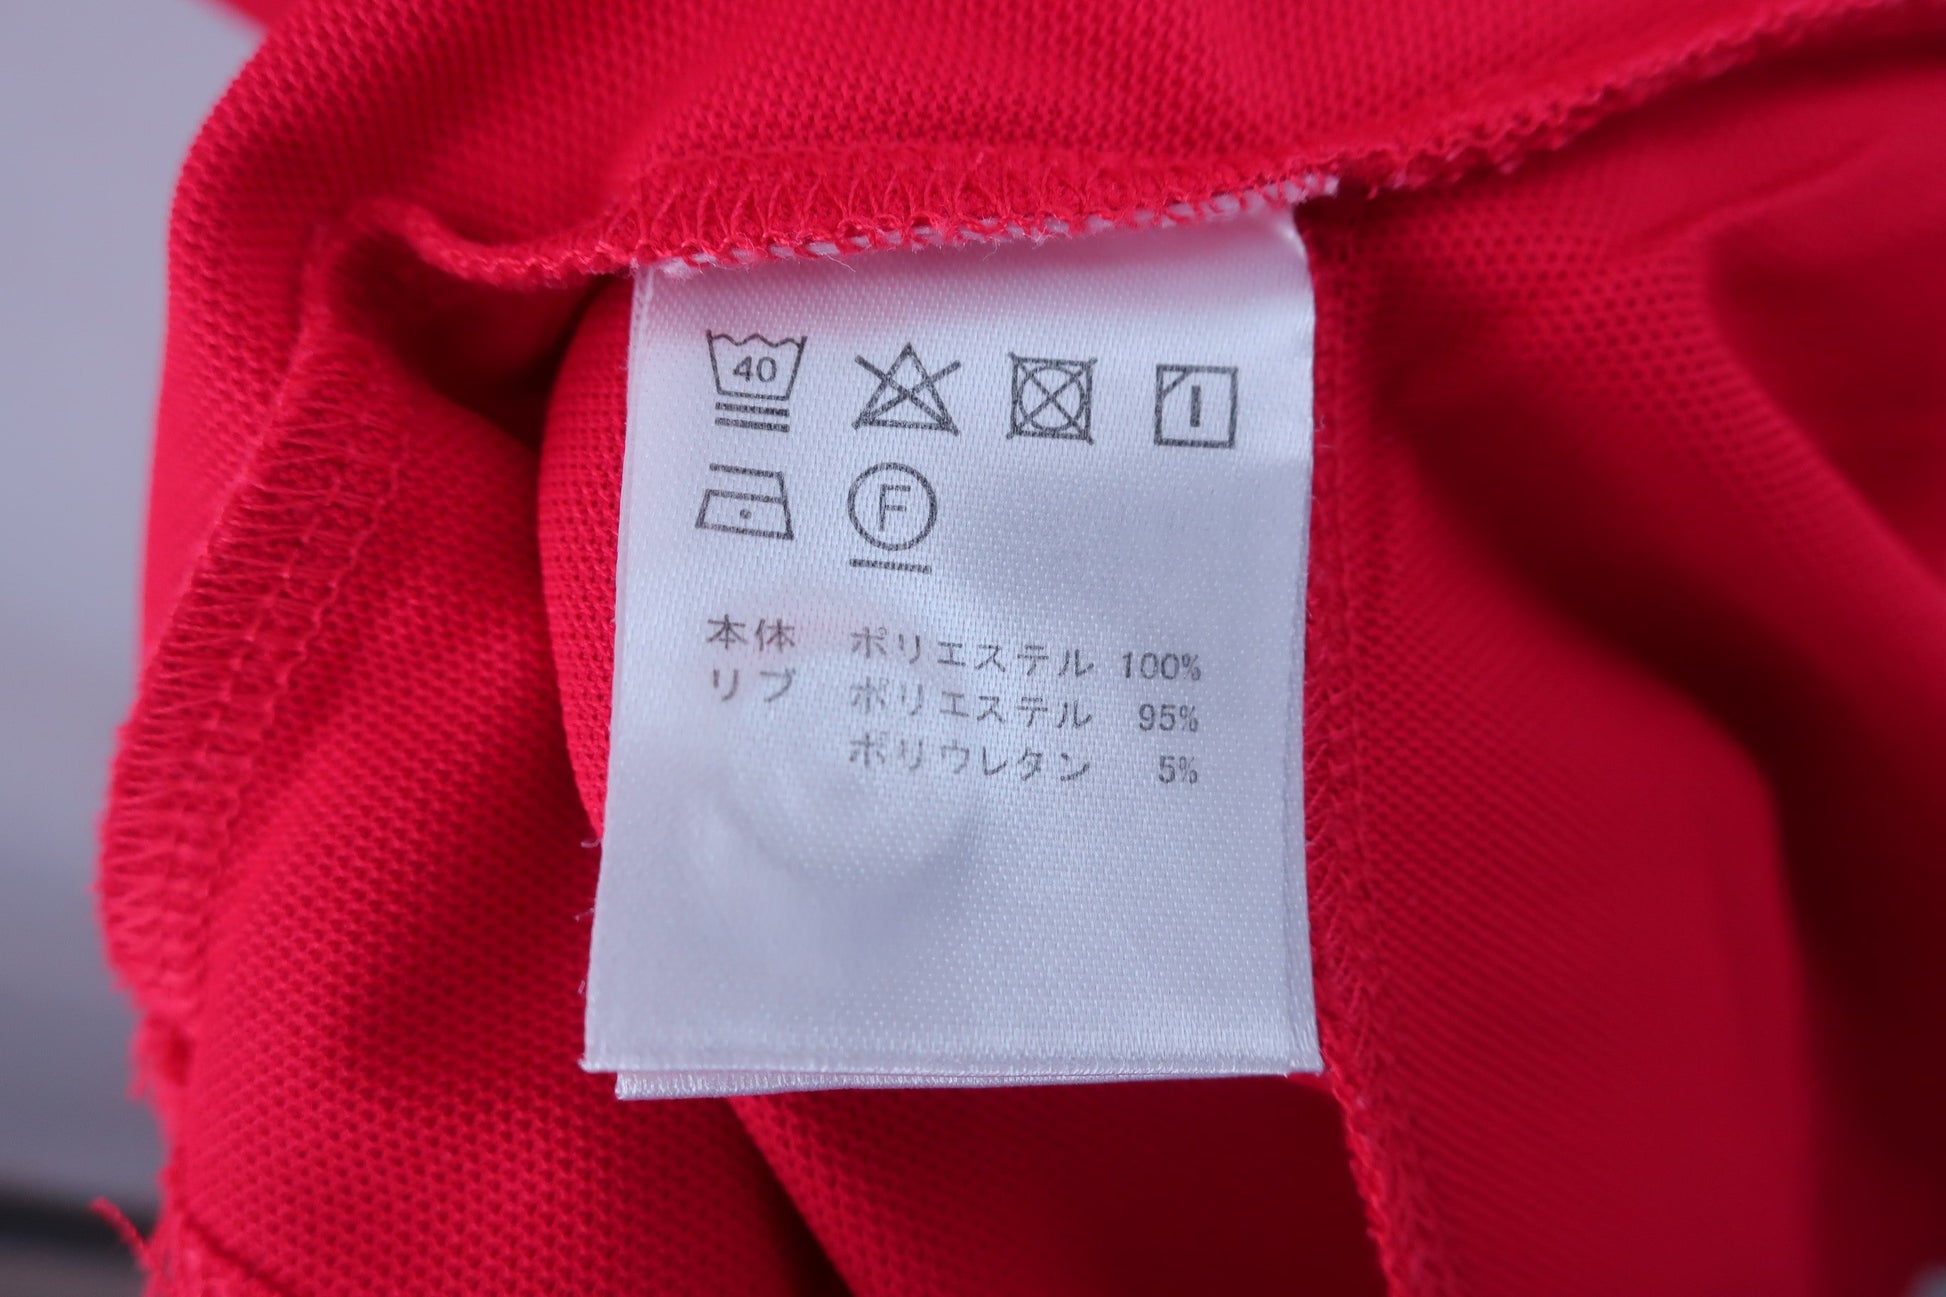 40
F
本体 ポリエステル 100%
リブ ポリエステル 95%
ポリウレタン 5%